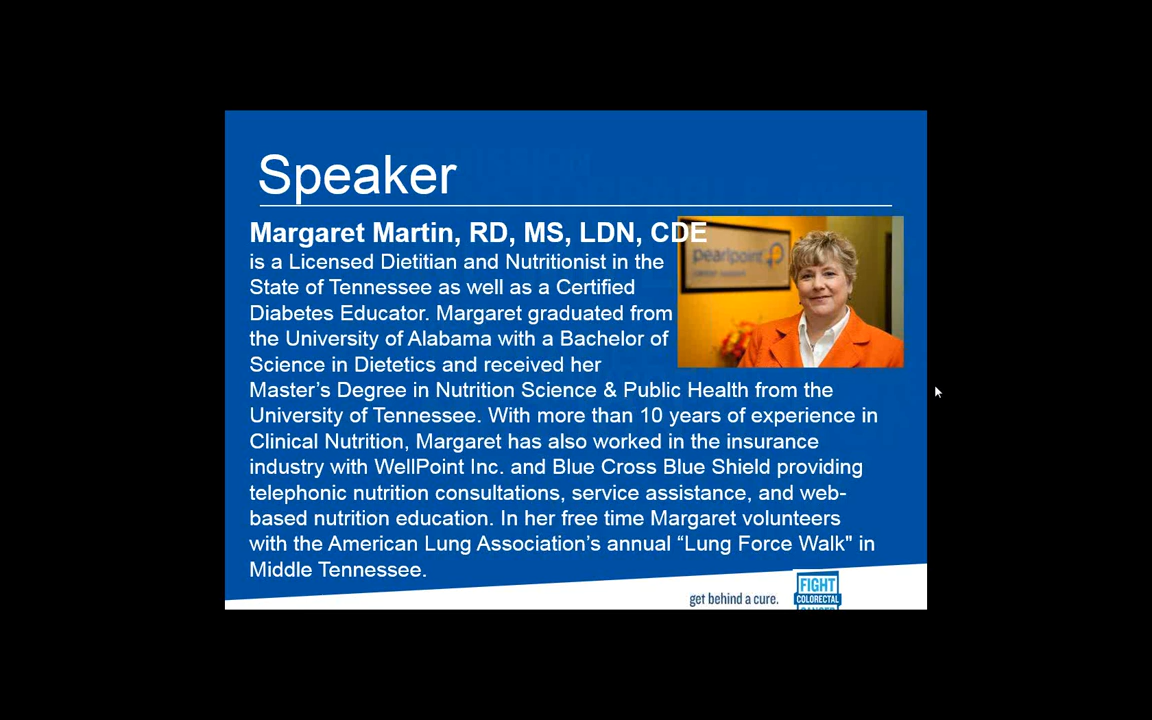 Speaker
Margaret Martin, RD, MS, LDN, CDE
is a Licensed Dietitian and Nutritionist in the
State of Tennessee as well as a Certified
Diabetes Educator. Margaret graduated from
the University of Alabama with a Bachelor of
Science in Dietetics and received her
Master’s Degree in Nutrition Science & Public Health from the
University of Tennessee. With more than 10 years of experience in
Clinical Nutrition, Margaret has also worked in the insurance
industry with WellPoint Inc. and Blue Cross Blue Shield providing
telephonic nutrition consultations, service assistance, and web-
based nutrition education. In her free time Margaret volunteers
with the American Lung Association’s annual “Lung Force Walk" in
Middle Tennessee.
pearlpoint
get behind a cure.
FIGHT
COLORECTAL